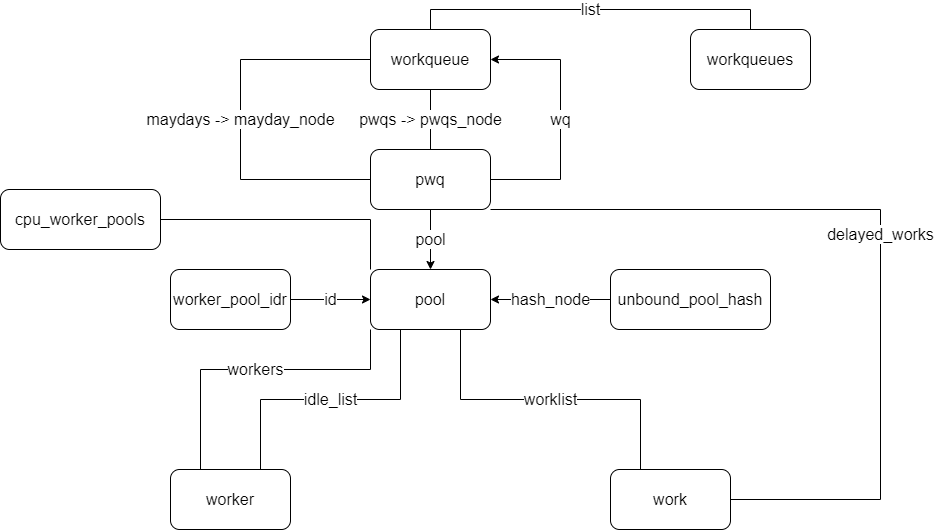 list
workqueue
workqueues
maydays -> mayday_node
pwqs -> pwqs_node
wq
pwq
cpu_worker_pools
delayed_works
pool
worker_pool_idr
id
pool
hash_node
unbound_pool_hash
workers
idle_list
worklist
worker
work